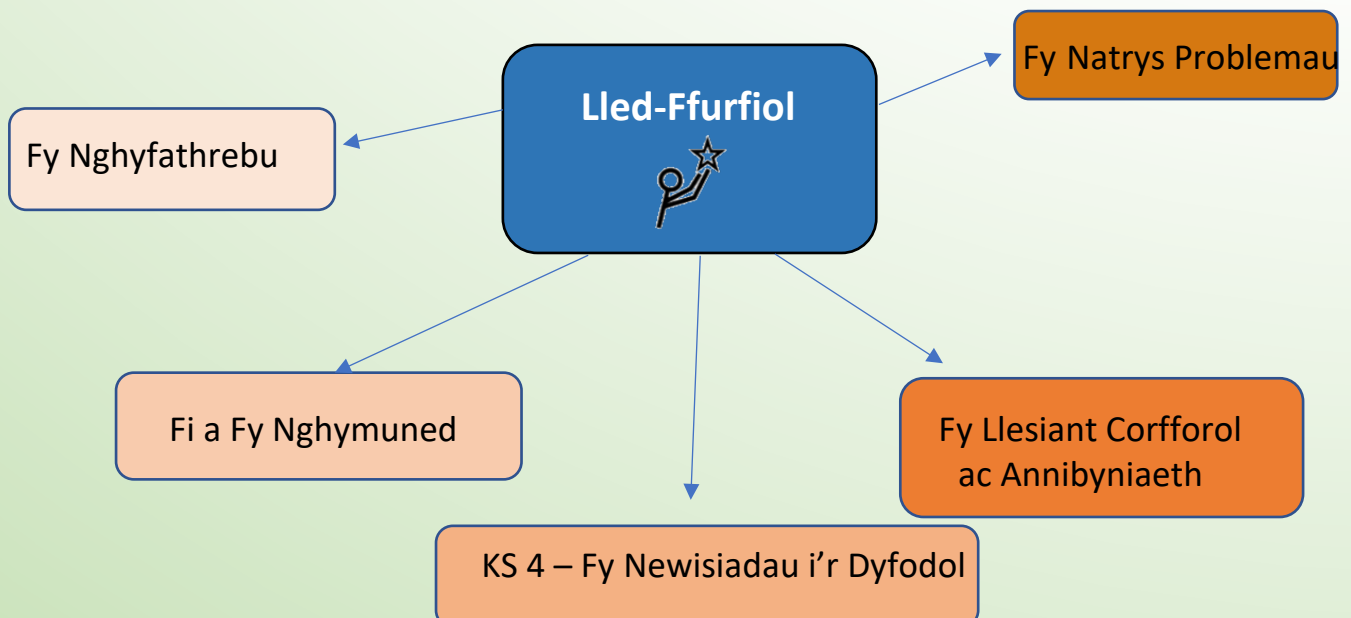 Fy Natrys Problemau
Lled-Ffurfiol
Fy Nghyfathrebu
Fi a Fy Nghymuned
Fy Llesiant Corfforol
ac Annibyniaeth
KS 4 – Fy Newisiadau i’r Dyfodol